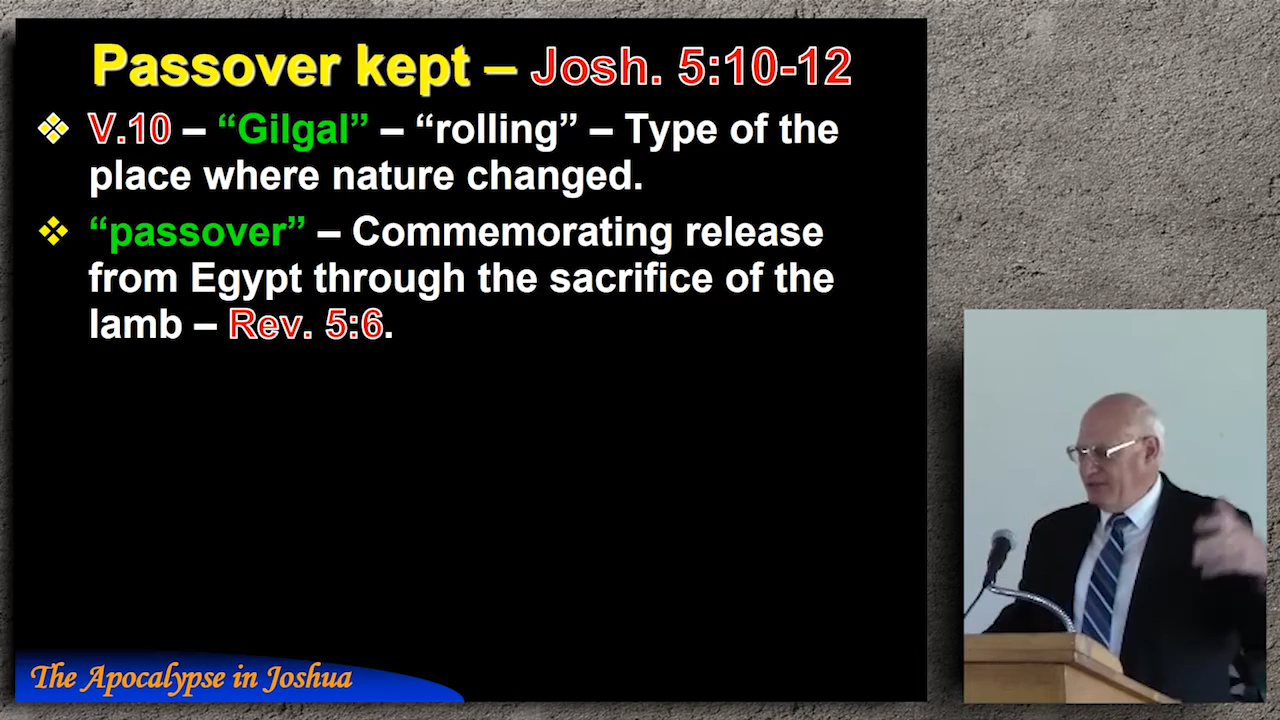 Passover kept – Josh. 5:10-12
❖ V.10 – “Gilgal” – “rolling” – Type of the
place where nature changed.
❖ “passover” – Commemorating release
from Egypt through the sacrifice of the
lamb – Rev. 5:6.
The Apocalypse in Joshua